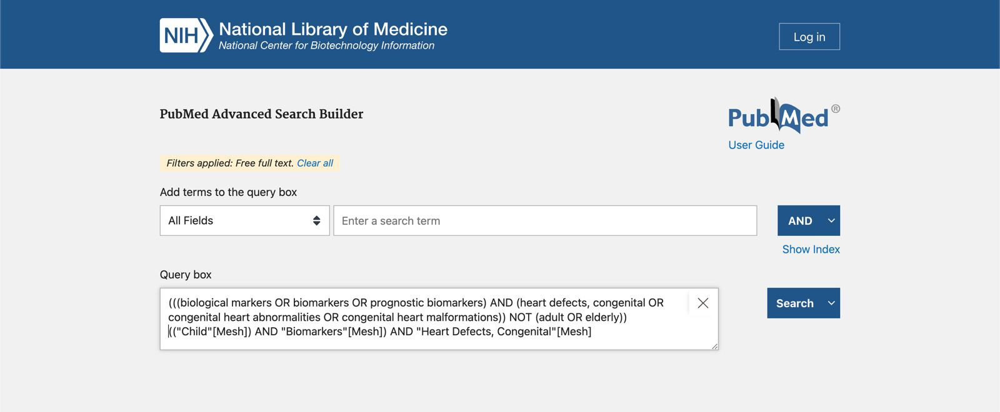 NIH National Library of Medicine
National Center for Biotechnology Information
Log in
PubMed Advanced Search Builder
PubMed ®
User Guide
Filters applied: Free full text. Clear all
Add terms to the query box
All Fields
Enter a search term
AND
Show Index
Query box
(((biological markers OR biomarkers OR prognostic biomarkers) AND (heart defects, congenital OR
congenital heart abnormalities OR congenital heart malformations)) NOT (adult OR elderly))
(("Child"[Mesh]) AND "Biomarkers"[Mesh]) AND "Heart Defects, Congenital"[Mesh]
Search